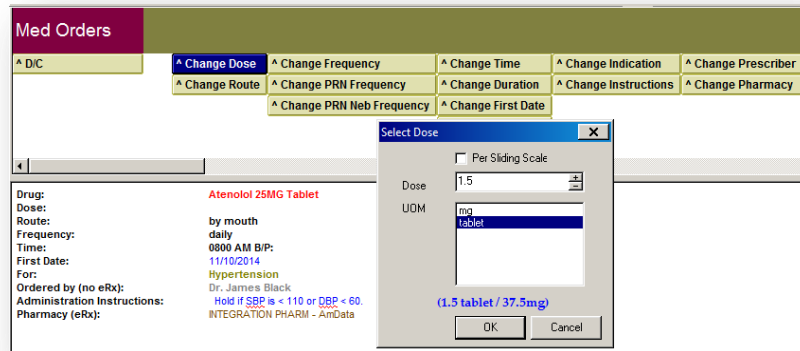 Med Orders
^ D/C
^ Change Dose ^ Change Frequency ^ Change Time ^ Change Indication ^ Change Prescriber
^ Change Route ^ Change PRN Frequency ^ Change Duration ^ Change Instructions ^ Change Pharmacy
^ Change PRN Neb Frequency ^ Change First Date
Select Dose X
Per Sliding Scale
Dose 1.5
UOM mg
tablet
(1.5 tablet / 37.5mg)
OK Cancel
Drug: Atenolol 25MG Tablet
Dose:
Route: by mouth
Frequency: daily
Time: 0800 AM B/P:
First Date: 11/10/2014
For: Hypertension
Ordered by (no eRx): Dr. James Black
Administration Instructions: Hold if SBP is < 110 or DBP < 60.
Pharmacy (eRx): INTEGRATION PHARM - AmData